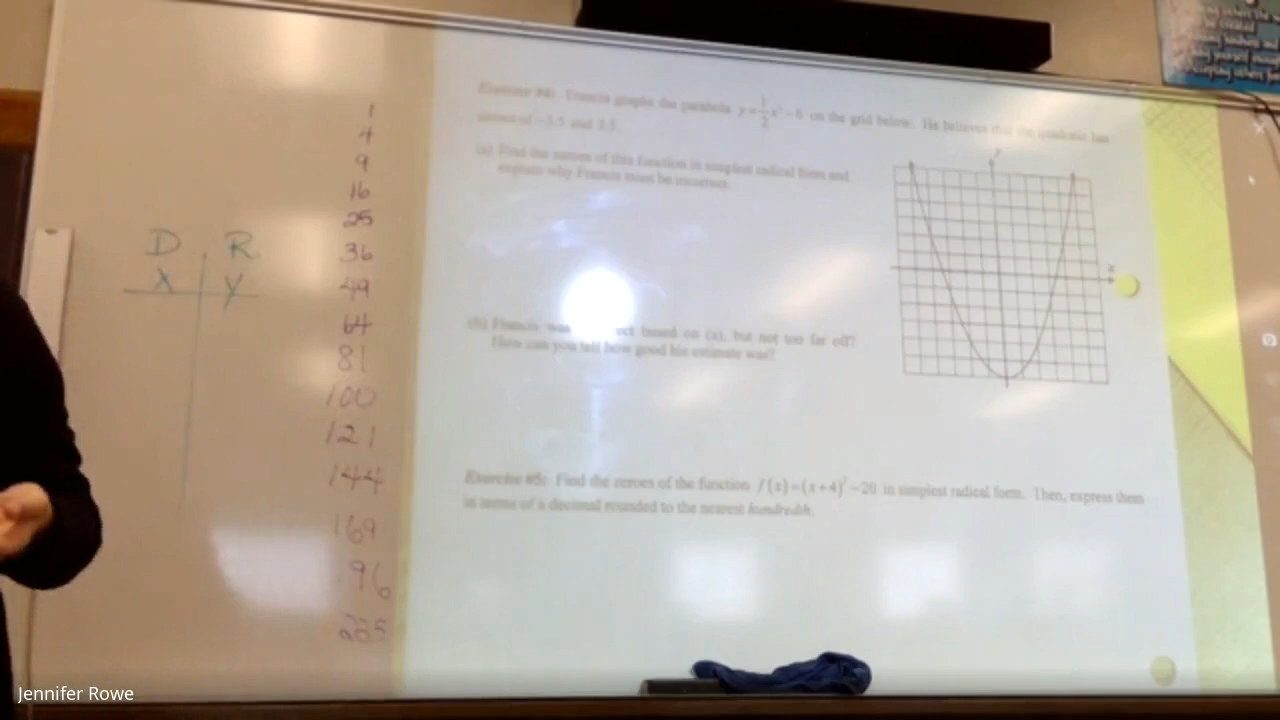 D R
X Y
1
4
9
16
25
36
49
64
81
100
121
144
169
196
225
Exercise #4: Francis graphs the parabola y=1/2x²-6 on the grid below. He believes that the quadratic has
zeroes of -3.5 and 3.5.
(a) Find the zeroes of this function in simplest radical form and
explain why Francis must be incorrect.
(b) Francis was ect based on (a), but not too far off?
How can you tell how good his estimate was?
y
x
Exercise #5: Find the zeroes of the function f(x)=(x+4)²-20 in simplest radical form. Then, express them
in terms of a decimal rounded to the nearest hundredth.
Jennifer Rowe